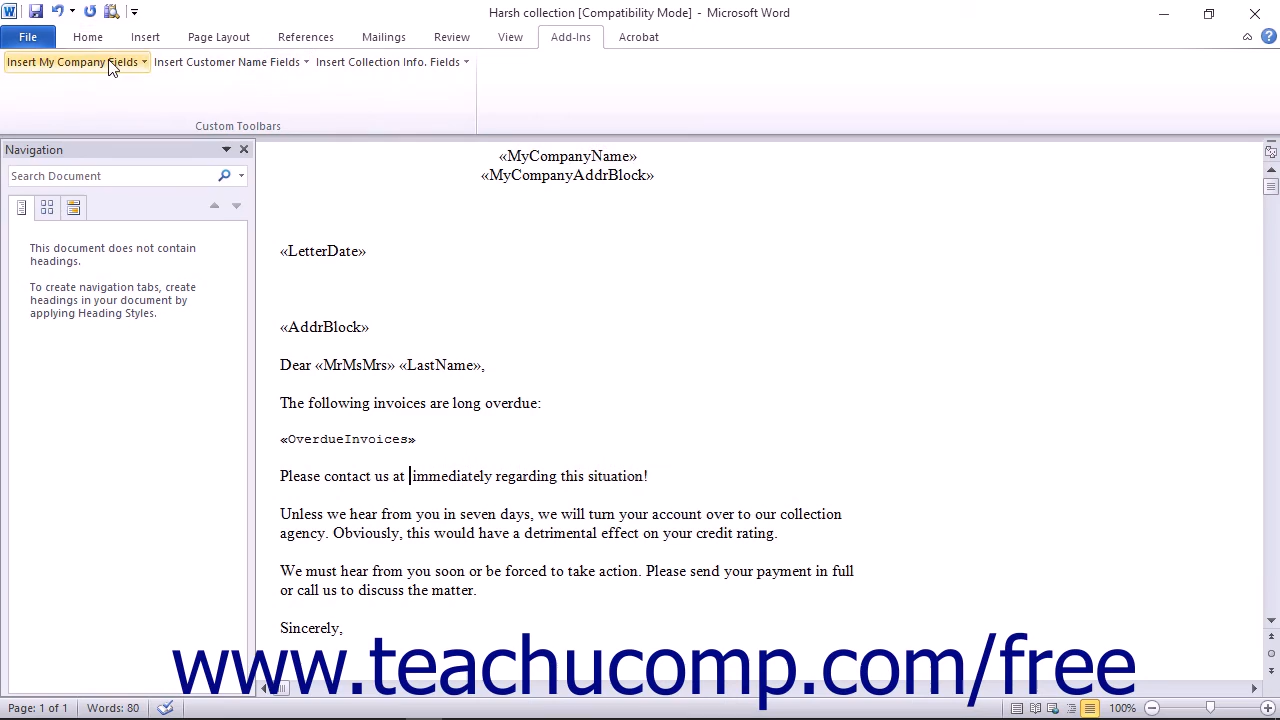 Harsh collection [Compatibility Mode] - Microsoft Word
File Home Insert Page Layout References Mailings Review View Add-Ins Acrobat
Insert My Company Fields Insert Customer Name Fields Insert Collection Info. Fields
Custom Toolbars
Navigation
Search Document
This document does not contain
headings.
To create navigation tabs, create
headings in your document by
applying Heading Styles.
«MyCompanyName»
«MyCompanyAddrBlock»
«LetterDate»
«AddrBlock»
Dear «MrMsMrs» «LastName»,
The following invoices are long overdue:
«OverdueInvoices»
Please contact us at immediately regarding this situation!
Unless we hear from you in seven days, we will turn your account over to our collection
agency. Obviously, this would have a detrimental effect on your credit rating.
We must hear from you soon or be forced to take action. Please send your payment in full
or call us to discuss the matter.
Sincerely,
www.teachucomp.com/free
Page: 1 of 1 Words: 80 100%